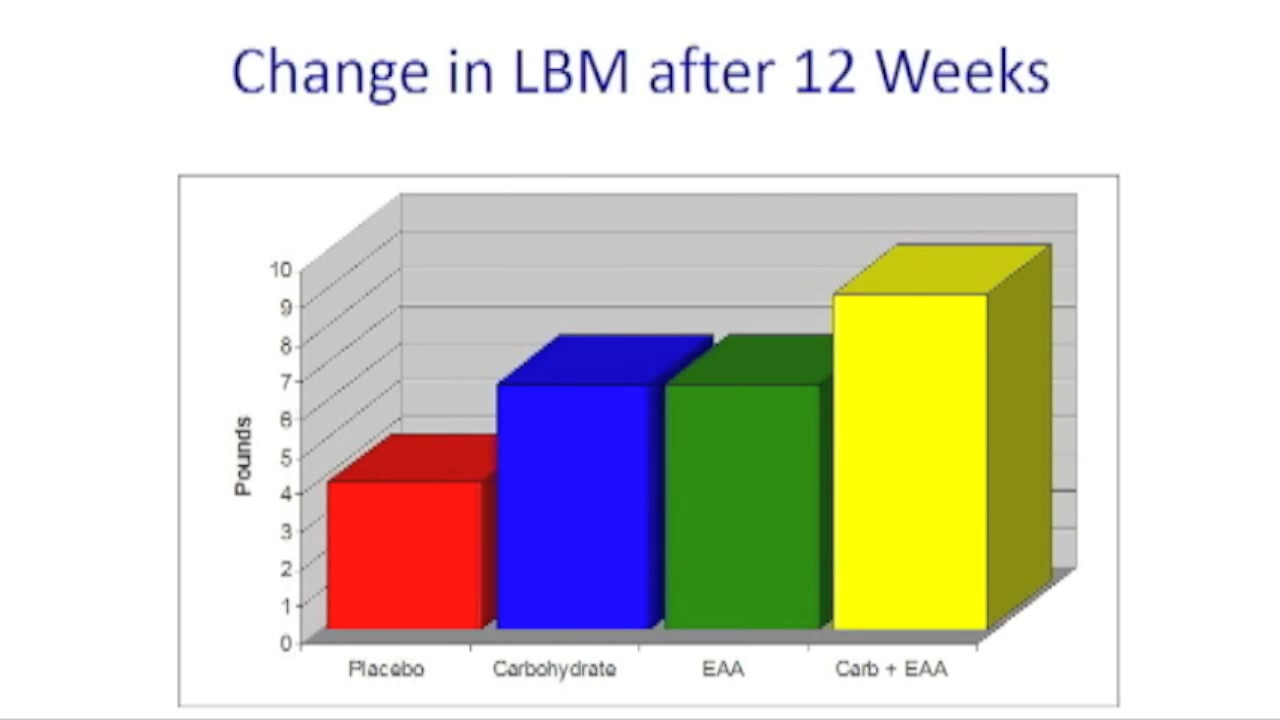 Change in LBM after 12 Weeks
10
9
8
7
6
5
4
3
2
1
0
Pounds
Placebo
Carbohydrate
EAA
Carb + EAA